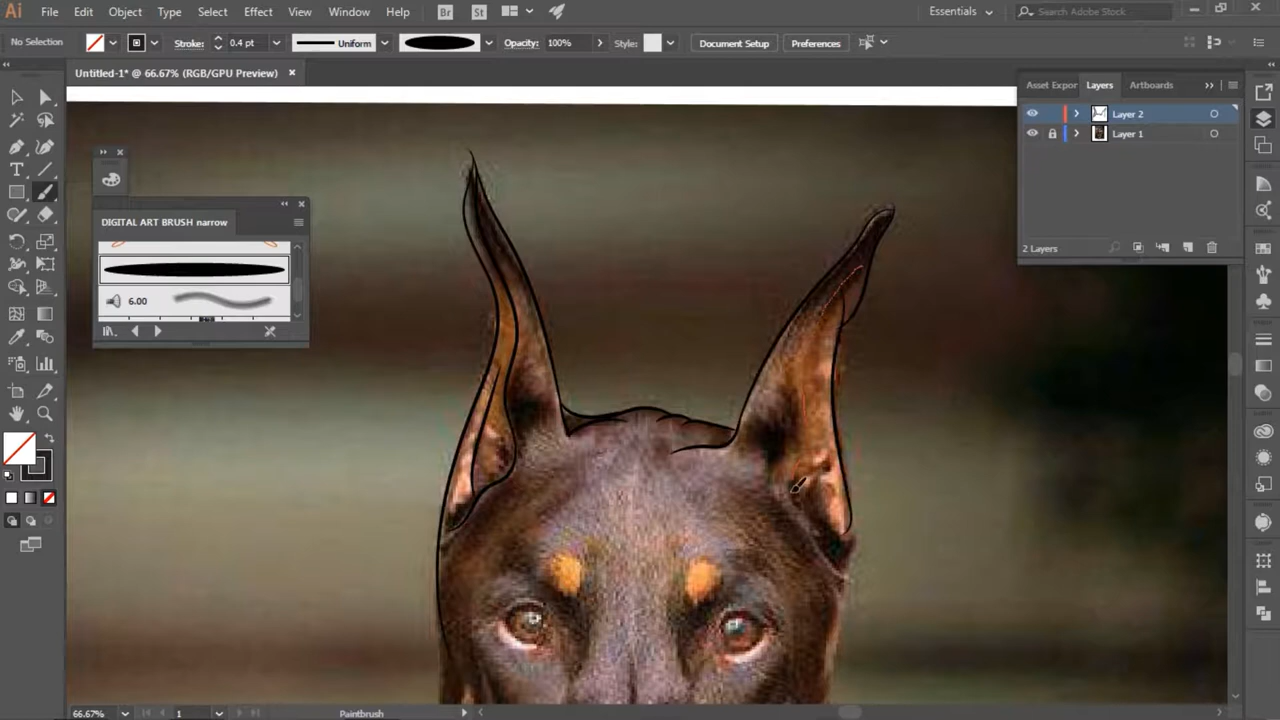 Ai File Edit Object Type Select Effect View Window Help Br St Essentials Search Adobe Stock
No Selection Stroke: 0.4 pt Uniform Opacity: 100% Style: Document Setup Preferences
Untitled-1* @ 66.67% (RGB/GPU Preview)
Asset Expor Layers Artboards
Layer 2
Layer 1
2 Layers
DIGITAL ART BRUSH narrow
6.00
66.67% 1 Paintbrush